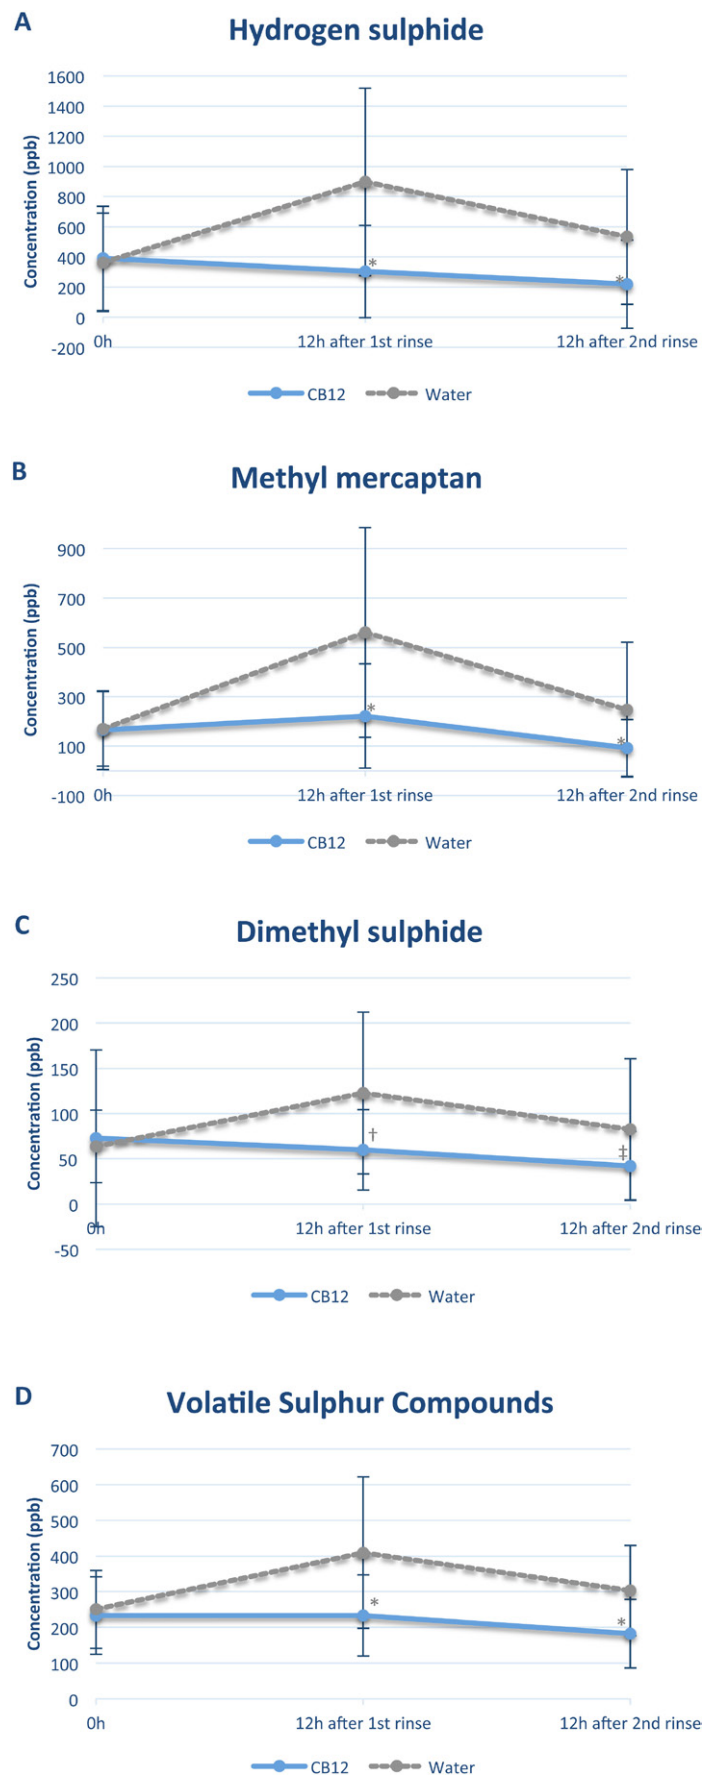 A
Hydrogen sulphide
Concentration (ppb)
1600
1400
1200
1000
800
600
400
200
0
-200
*
*
0h 12h after 1st rinse 12h after 2nd rinse
CB12 Water
B
Methyl mercaptan
Concentration (ppb)
900
700
500
300
100
-100
*
*
0h 12h after 1st rinse 12h after 2nd rinse
CB12 Water
C
Dimethyl sulphide
Concentration (ppb)
250
200
150
100
50
0
-50
†
‡
0h 12h after 1st rinse 12h after 2nd rinse
CB12 Water
D
Volatile Sulphur Compounds
Concentration (ppb)
700
600
500
400
300
200
100
0
*
*
0h 12h after 1st rinse 12h after 2nd rinse
CB12 Water